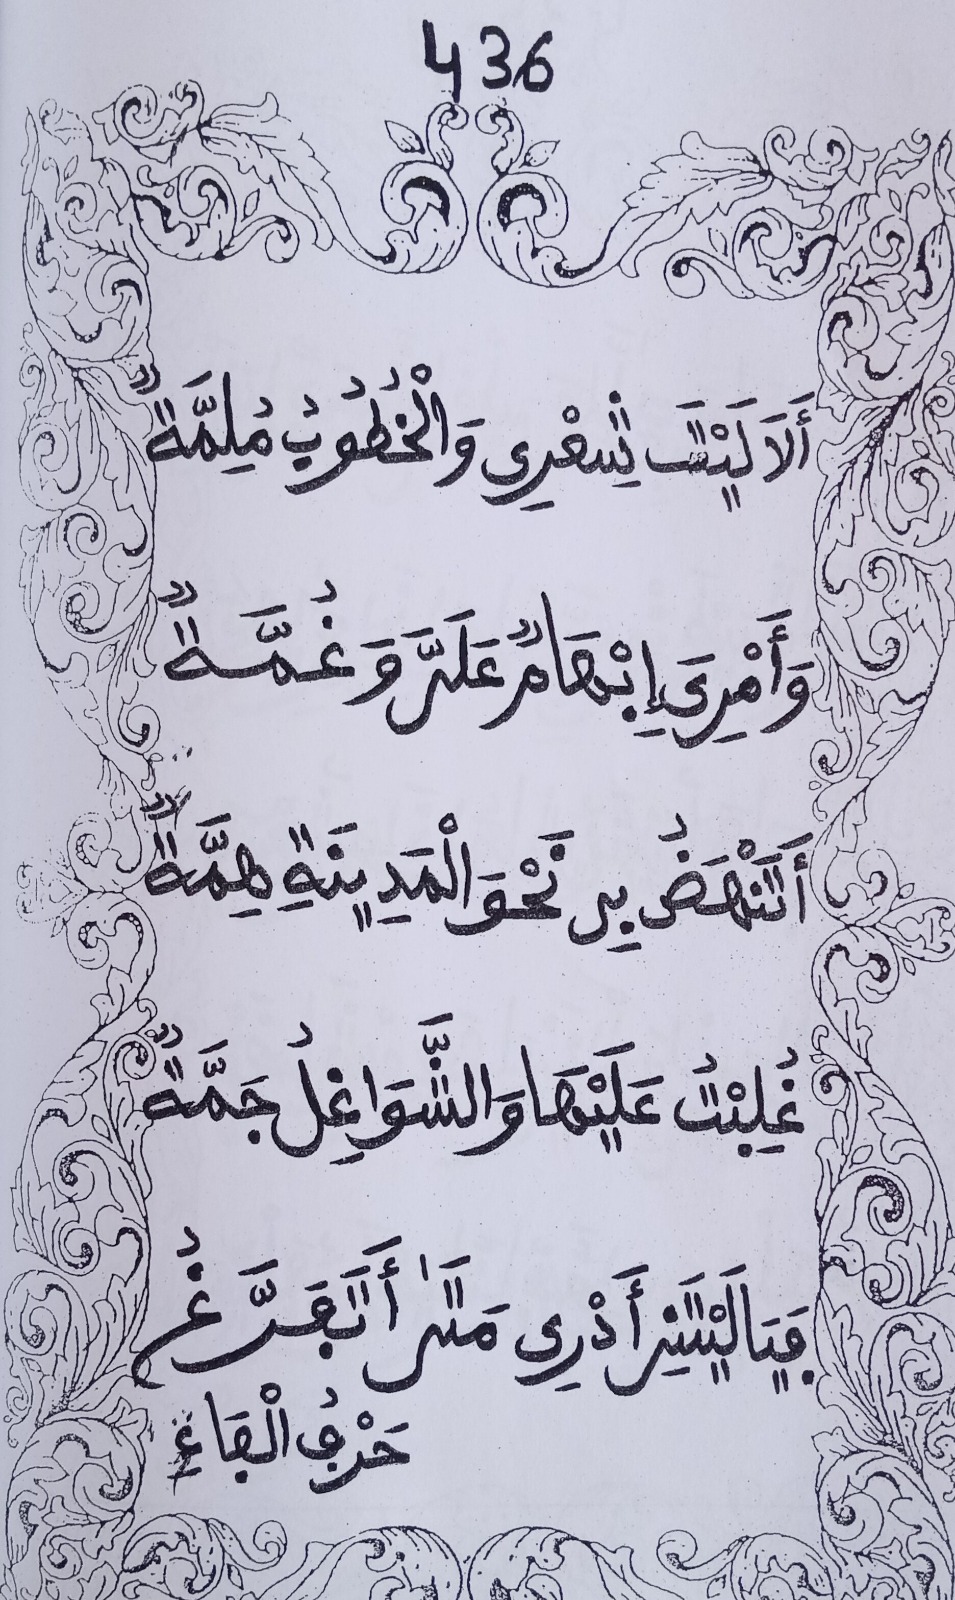 436
أَلَا لَيْتَ شِعْرِي وَالْخُطُوبُ مُلِمَّةٌ
وَأَمْرِيَ إِبْهَامٌ عَلَيَّ وَغُمَّةٌ
أَتَنْهَضُ بِي نَحْوَ الْمَدِينَةِ هِمَّةٌ
غُلِبْتُ عَلَيْهَا وَالشَّوَاغِلُ جَمَّةٌ
فَيَا لَيْتَنِي أَدْرِي مَتَىٰ أَتَفَرَّغُ
حَرْفُ الْفَاءِ